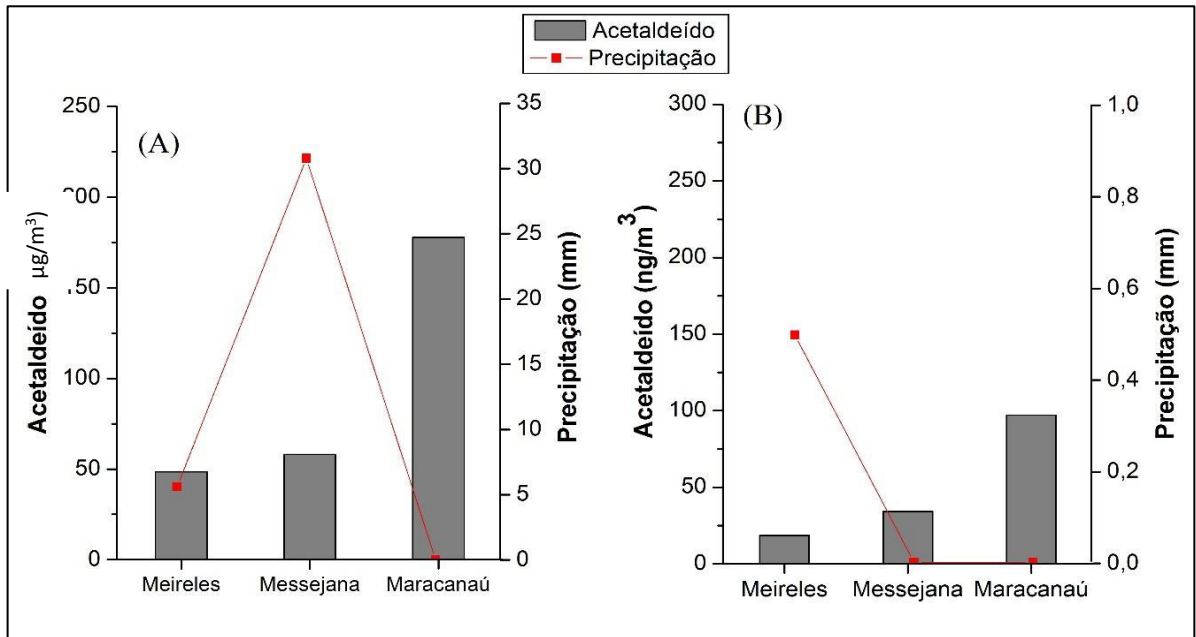 Acetaldeído
Precipitação
(A)
250
200
150
100
50
0
Acetaldeído µg/m³)
35
30
25
20
15
10
5
0
Precipitação (mm)
Meireles Messejana Maracanaú
(B)
300
250
200
150
100
50
0
Acetaldeído (ng/m³)
1,0
0,8
0,6
0,4
0,2
0,0
Precipitação (mm)
Meireles Messejana Maracanaú